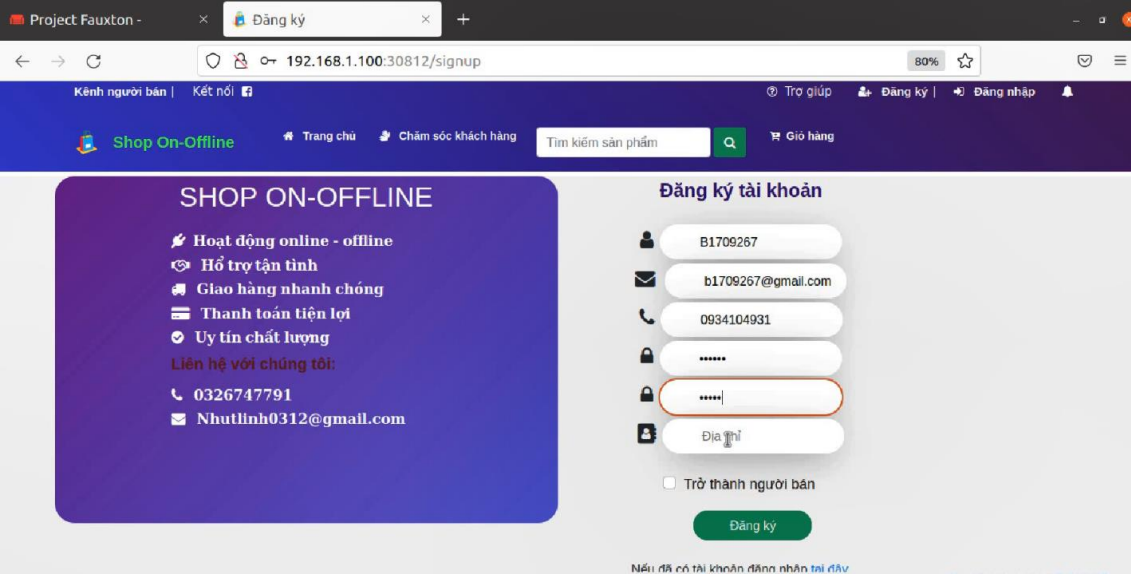 Project Fauxton -
Đăng ký
192.168.1.100:30812/signup
80%
Kênh người bán | Kết nối
Trợ giúp Đăng ký | Đăng nhập
Shop On-Offline
Trang chủ Chăm sóc khách hàng
Tìm kiếm sản phẩm
Giỏ hàng
SHOP ON-OFFLINE
Hoạt động online - offline
Hổ trợ tận tình
Giao hàng nhanh chóng
Thanh toán tiện lợi
Uy tín chất lượng
Liên hệ với chúng tôi:
0326747791
Nhutlinh0312@gmail.com
Đăng ký tài khoản
B1709267
b1709267@gmail.com
0934104931
••••••
•••••
Địa chỉ
Trở thành người bán
Đăng ký
Nếu đã có tài khoản đăng nhập tại đây